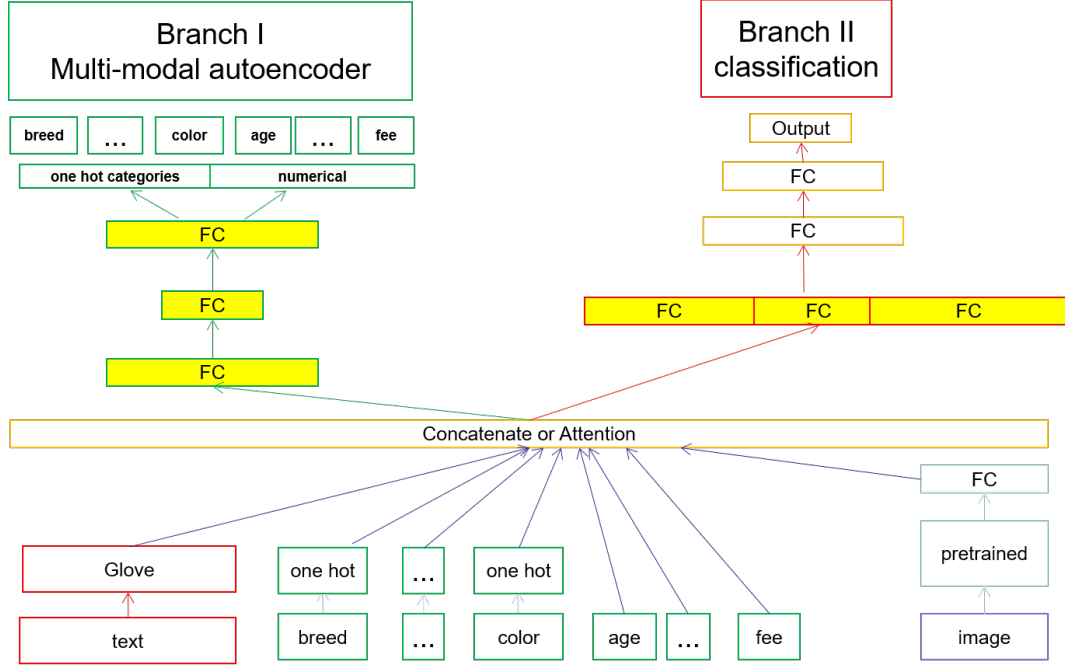 Branch I
Multi-modal autoencoder
Branch II
classification
breed
...
color
age
...
fee
Output
one hot categories
numerical
FC
FC
FC
FC
FC
FC
FC
FC
Concatenate or Attention
FC
Glove
one hot
...
one hot
pretrained
text
breed
...
color
age
...
fee
image